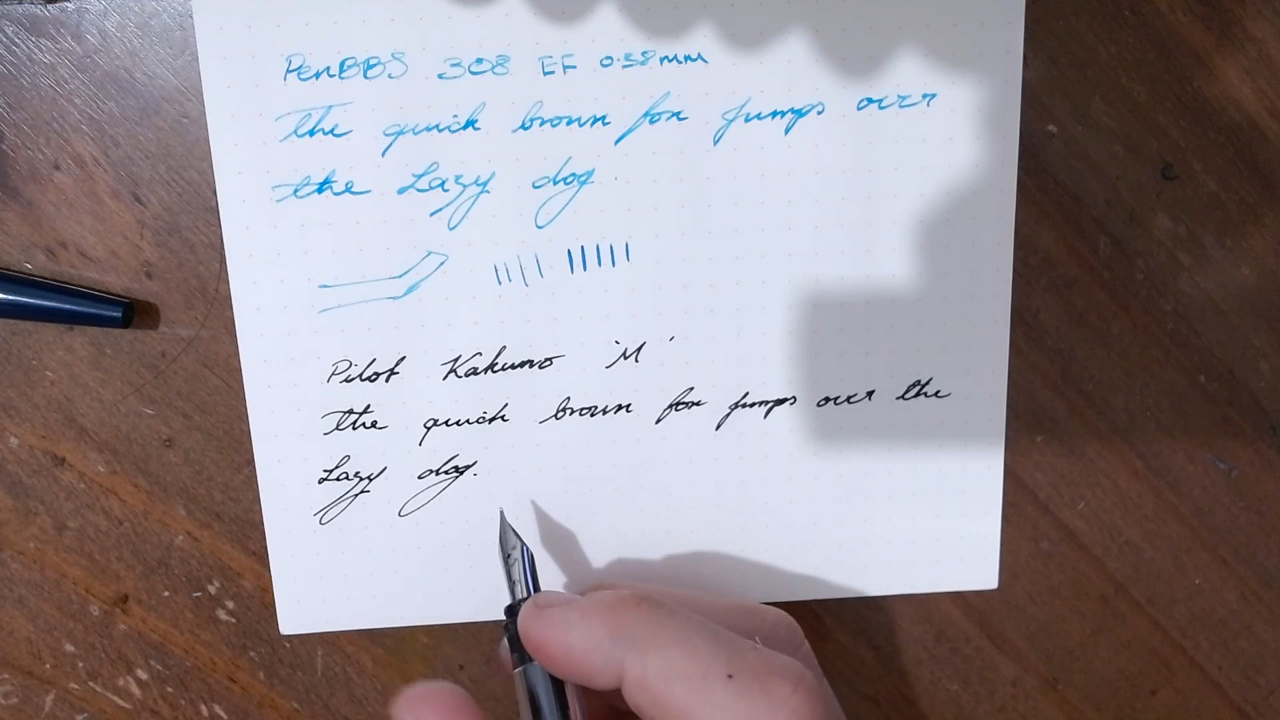 PenBBS 308 EF 0.38mm
The quick brown fox jumps over
the Lazy dog.
Pilot Kakuno 'M'
The quick brown fox jumps over the
Lazy dog.